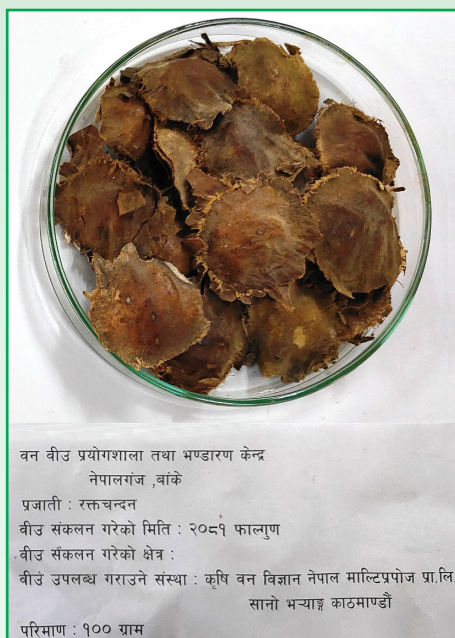 वन वीउ प्रयोगशाला तथा भण्डारण केन्द्र
नेपालगंज ,बांके
प्रजाती : रक्तचन्दन
वीउ संकलन गरेको मिति : २०८१ फाल्गुण
वीउ संकलन गरेको क्षेत्र :
वीउ उपलब्ध गराउने संस्था : कृषि वन विज्ञान नेपाल माल्टिप्रपोज प्रा.लि.
सानो भर्‍याङ्ग काठमाण्डौं
परिमाण : १०० ग्राम